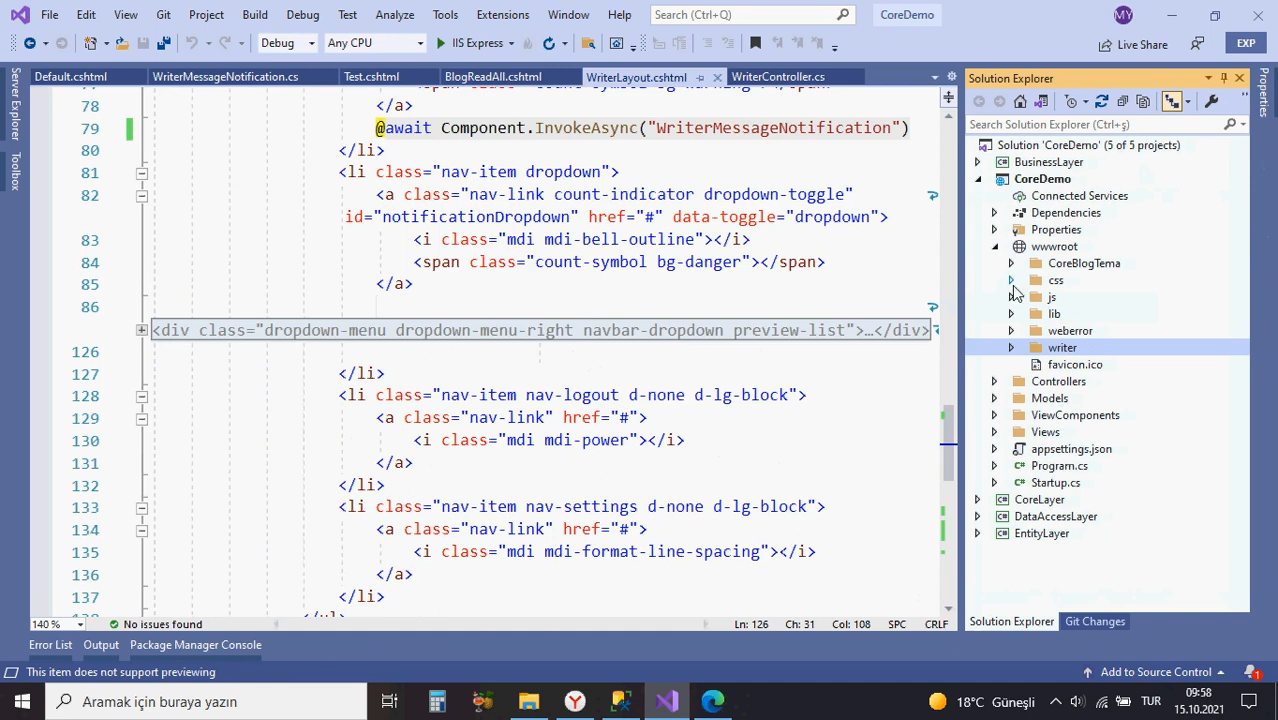 File Edit View Git Project Build Debug Test Analyze Tools Extensions Window Help Search (Ctrl+Q) CoreDemo MY
Debug Any CPU IIS Express Live Share EXP
Default.cshtml WriterMessageNotification.cs Test.cshtml BlogReadAll.cshtml WriterLayout.cshtml WriterController.cs
Server Explorer
Toolbox
78 </a>
79 @await Component.InvokeAsync("WriterMessageNotification")
80 </li>
81 <li class="nav-item dropdown">
82 <a class="nav-link count-indicator dropdown-toggle"
id="notificationDropdown" href="#" data-toggle="dropdown">
83 <i class="mdi mdi-bell-outline"></i>
84 <span class="count-symbol bg-danger"></span>
85 </a>
86
<div class="dropdown-menu dropdown-menu-right navbar-dropdown preview-list">…</div>
126
127 </li>
128 <li class="nav-item nav-logout d-none d-lg-block">
129 <a class="nav-link" href="#">
130 <i class="mdi mdi-power"></i>
131 </a>
132 </li>
133 <li class="nav-item nav-settings d-none d-lg-block">
134 <a class="nav-link" href="#">
135 <i class="mdi mdi-format-line-spacing"></i>
136 </a>
137 </li>
140 % No issues found Ln: 126 Ch: 31 Col: 108 SPC CRLF
Error List Output Package Manager Console
Solution Explorer
Search Solution Explorer (Ctrl+ş)
Solution 'CoreDemo' (5 of 5 projects)
BusinessLayer
CoreDemo
Connected Services
Dependencies
Properties
wwwroot
CoreBlogTema
css
js
lib
weberror
writer
favicon.ico
Controllers
Models
ViewComponents
Views
appsettings.json
Program.cs
Startup.cs
CoreLayer
DataAccessLayer
EntityLayer
Solution Explorer Git Changes
Properties
This item does not support previewing Add to Source Control 1
Aramak için buraya yazın 18°C Güneşli TUR 09:58
15.10.2021